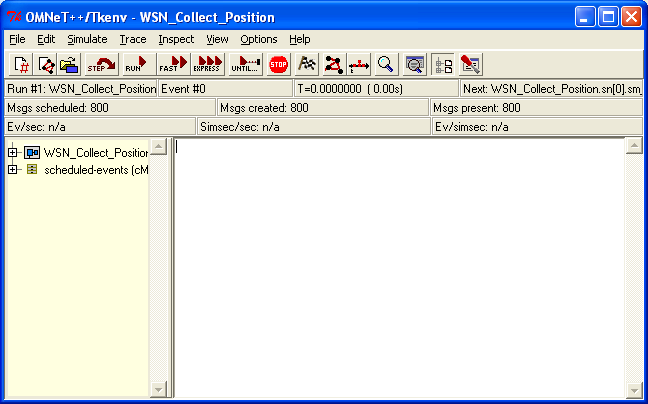 OMNeT++/Tkenv - WSN_Collect_Position
File Edit Simulate Trace Inspect View Options Help
STEP RUN FAST EXPRESS UNTIL... STOP
Run #1: WSN_Collect_Position Event #0 T=0.0000000 ( 0.00s) Next: WSN_Collect_Position.sn[0].sm_
Msgs scheduled: 800 Msgs created: 800 Msgs present: 800
Ev/sec: n/a Simsec/sec: n/a Ev/simsec: n/a
WSN_Collect_Position
scheduled-events (cM